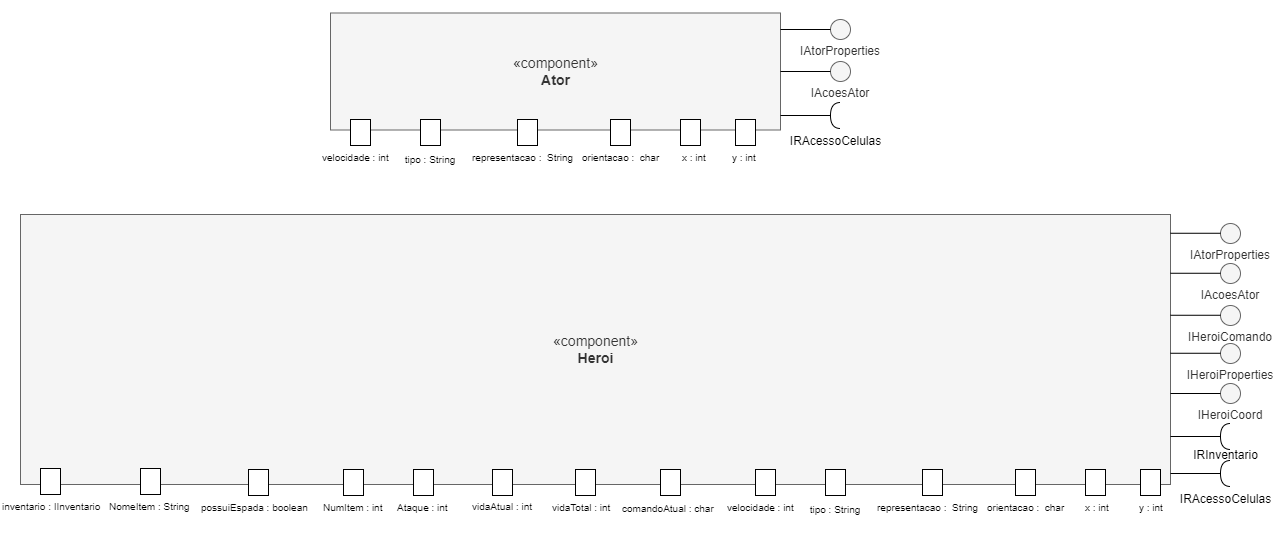 «component»
Ator
IAtorProperties
IAcoesAtor
IRAcessoCelulas
velocidade : int
tipo : String
representacao : String
orientacao : char
x : int
y : int
«component»
Heroi
IAtorProperties
IAcoesAtor
IHeroiComando
IHeroiProperties
IHeroiCoord
IRInventario
IRAcessoCelulas
inventario : IInventario
NomeItem : String
possuiEspada : boolean
NumItem : int
Ataque : int
vidaAtual : int
vidaTotal : int
comandoAtual : char
velocidade : int
tipo : String
representacao : String
orientacao : char
x : int
y : int